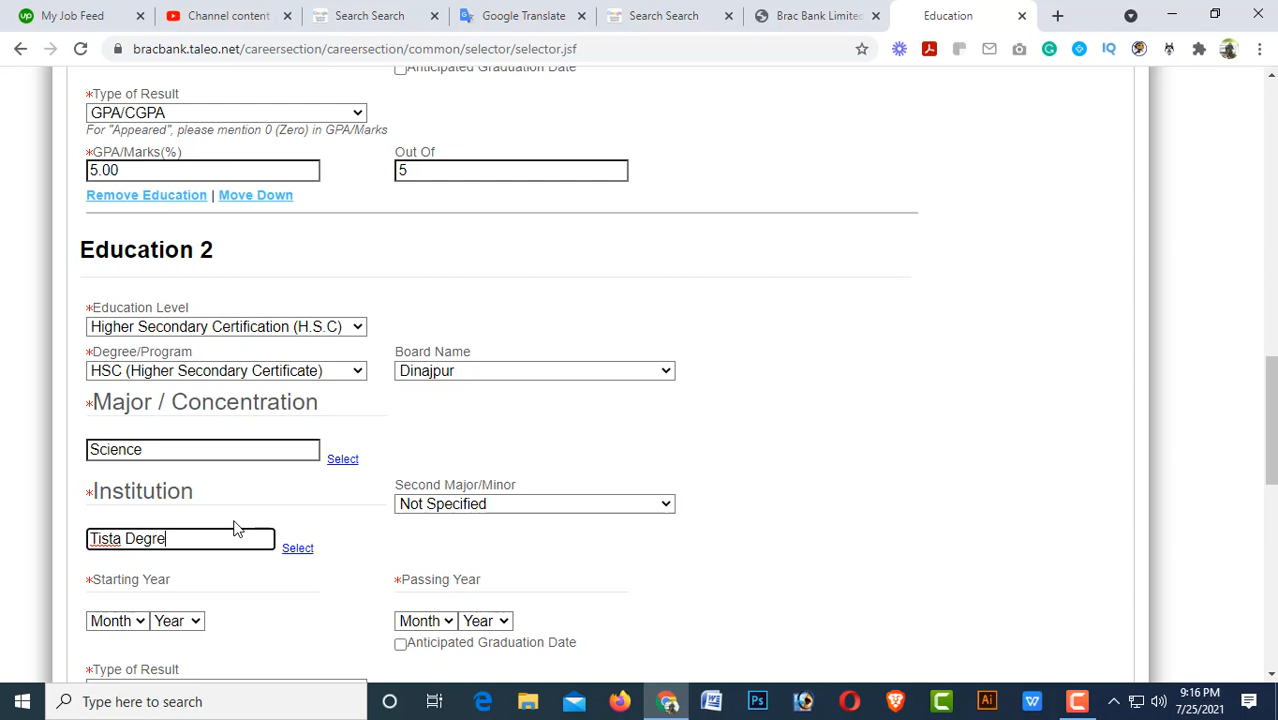 My Job Feed
Channel content
Search Search
Google Translate
Search Search
Brac Bank Limited
Education
bracbank.taleo.net/careersection/careersection/common/selector/selector.jsf
Anticipated Graduation Date
*Type of Result
GPA/CGPA
For "Appeared", please mention 0 (Zero) in GPA/Marks
*GPA/Marks(%)
Out Of
5.00
5
Remove Education | Move Down
Education 2
*Education Level
Higher Secondary Certification (H.S.C)
*Degree/Program
Board Name
HSC (Higher Secondary Certificate)
Dinajpur
*Major / Concentration
Science
Select
*Institution
Second Major/Minor
Not Specified
Tista Degre
Select
*Starting Year
*Passing Year
Month Year
Month Year
Anticipated Graduation Date
*Type of Result
Type here to search
9:16 PM
7/25/2021